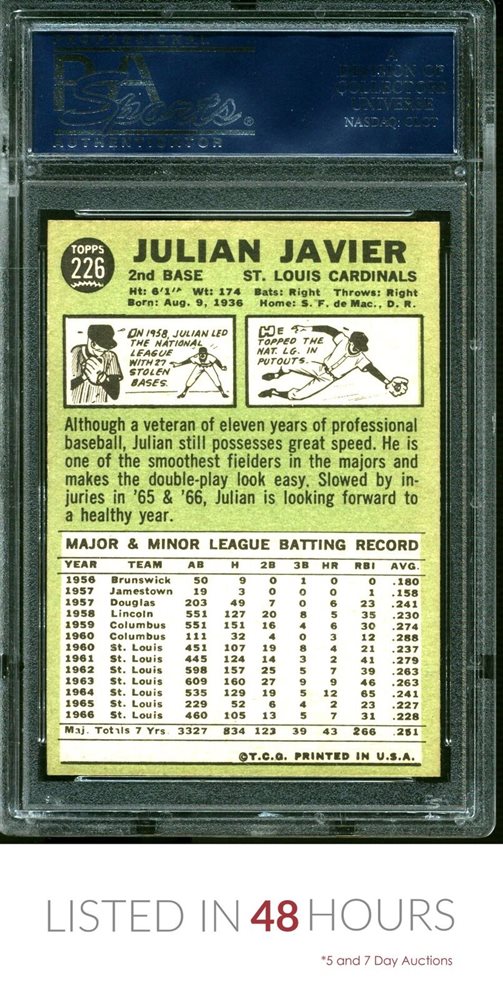 PROFESSIONAL
PSA
Sports®
AUTHENTICATOR
A
DIVISION OF
COLLECTORS
UNIVERSE
NASDAQ: CLCT
TOPPS
226
JULIAN JAVIER
2nd BASE ST. LOUIS CARDINALS
Ht: 6'1" Wt: 174 Bats: Right Throws: Right
Born: Aug. 9, 1936 Home: S. F. de Mac., D. R.
IN 1958, JULIAN LED
THE NATIONAL
LEAGUE
WITH 27
STOLEN
BASES.
HE
TOPPED THE
NAT. LG. IN
PUTOUTS.
Although a veteran of eleven years of professional
baseball, Julian still possesses great speed. He is
one of the smoothest fielders in the majors and
makes the double-play look easy. Slowed by in-
juries in '65 & '66, Julian is looking forward to
a healthy year.
MAJOR & MINOR LEAGUE BATTING RECORD
YEAR TEAM AB H 2B 3B HR RBI AVG.
1956 Brunswick 50 9 0 1 0 0 .180
1957 Jamestown 19 3 0 0 0 1 .158
1957 Douglas 203 49 7 0 6 23 .241
1958 Lincoln 551 127 20 8 5 35 .230
1959 Columbus 551 151 16 4 6 30 .274
1960 Columbus 111 32 4 0 3 12 .288
1960 St. Louis 451 107 19 8 4 21 .237
1961 St. Louis 445 124 14 3 2 41 .279
1962 St. Louis 598 157 25 5 7 39 .263
1963 St. Louis 609 160 27 9 9 46 .263
1964 St. Louis 535 129 19 5 12 65 .241
1965 St. Louis 229 52 6 4 2 23 .227
1966 St. Louis 460 105 13 5 7 31 .228
Maj. Totals 7 Yrs. 3327 834 123 39 43 266 .251
©T.C.G. PRINTED IN U.S.A.
LISTED IN 48 HOURS
*5 and 7 Day Auctions